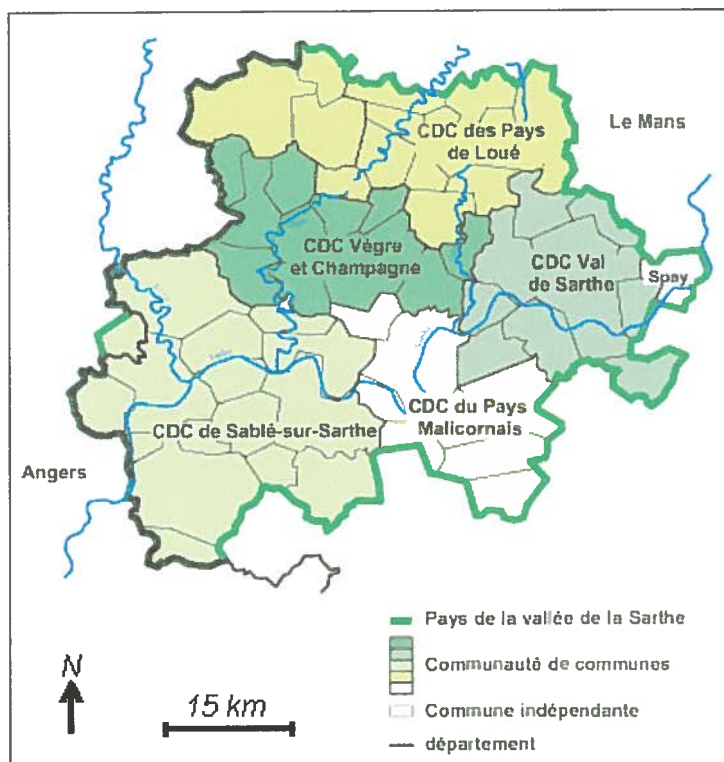 Le Mans
CDC des Pays
de Loué
CDC Vègre
et Champagne
CDC Val
de Sarthe
Spay
CDC du Pays
Malicornais
CDC de Sablé-sur-Sarthe
Angers
Pays de la vallée de la Sarthe
Communauté de communes
Commune indépendante
département
N
15 km